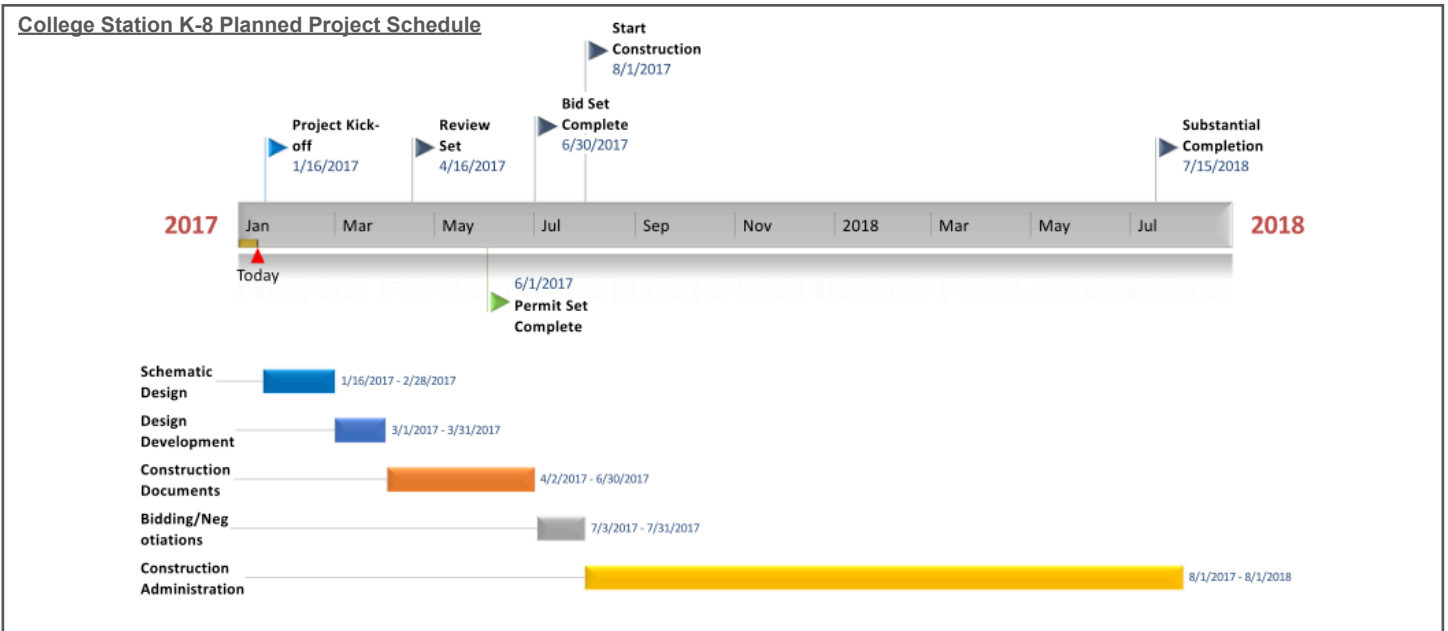 College Station K-8 Planned Project Schedule
Start
Construction
8/1/2017
Bid Set
Complete
6/30/2017
Project Kick-
off
1/16/2017
Review
Set
4/16/2017
Substantial
Completion
7/15/2018
2017
Jan
Mar
May
Jul
Sep
Nov
2018
Mar
May
Jul
2018
Today
6/1/2017
Permit Set
Complete
Schematic
Design
1/16/2017 - 2/28/2017
Design
Development
3/1/2017 - 3/31/2017
Construction
Documents
4/2/2017 - 6/30/2017
Bidding/Neg
otiations
7/3/2017 - 7/31/2017
Construction
Administration
8/1/2017 - 8/1/2018